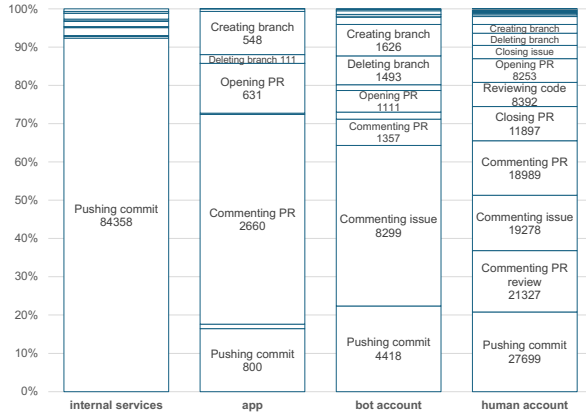 100%
90%
80%
70%
60%
50%
40%
30%
20%
10%
0%
Pushing commit
84358
internal services
Creating branch
548
Deleting branch 111
Opening PR
631
Commenting PR
2660
Pushing commit
800
app
Creating branch
1626
Deleting branch
1493
Opening PR
1111
Commenting PR
1357
Commenting issue
8299
Pushing commit
4418
bot account
Creating branch
Deleting branch
Closing issue
Opening PR
8253
Reviewing code
8392
Closing PR
11897
Commenting PR
18989
Commenting issue
19278
Commenting PR
review
21327
Pushing commit
27699
human account